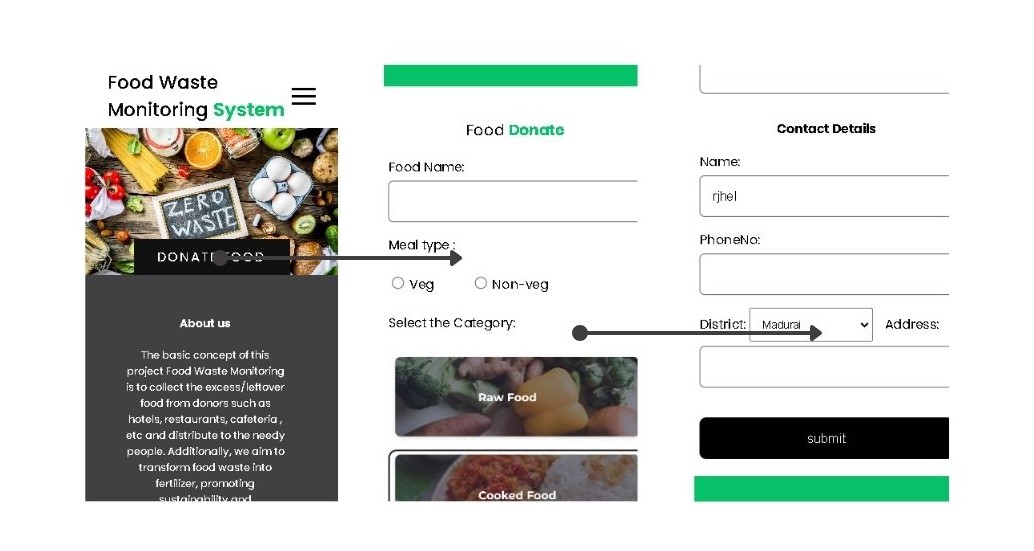 Food Waste
Monitoring System
ZERO
WASTE
DONATE FOOD
About us
The basic concept of this
project Food Waste Monitoring
is to collect the excess/leftover
food from donors such as
hotels, restaurants, cafeteria ,
etc and distribute to the needy
people. Additionally, we aim to
transform food waste into
fertilizer, promoting
sustainability and
Food Donate
Food Name:
Meal type :
Veg Non-veg
Select the Category:
Raw Food
Cooked Food
Contact Details
Name:
rjhel
PhoneNo:
District: Madurai Address:
submit